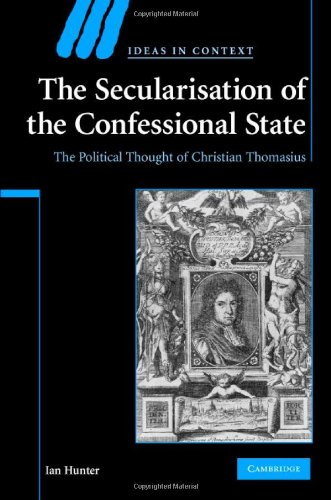 IDEAS IN CONTEXT
The Secularisation of
the Confessional State
The Political Thought of Christian Thomasius
Ian Hunter
CAMBRIDGE